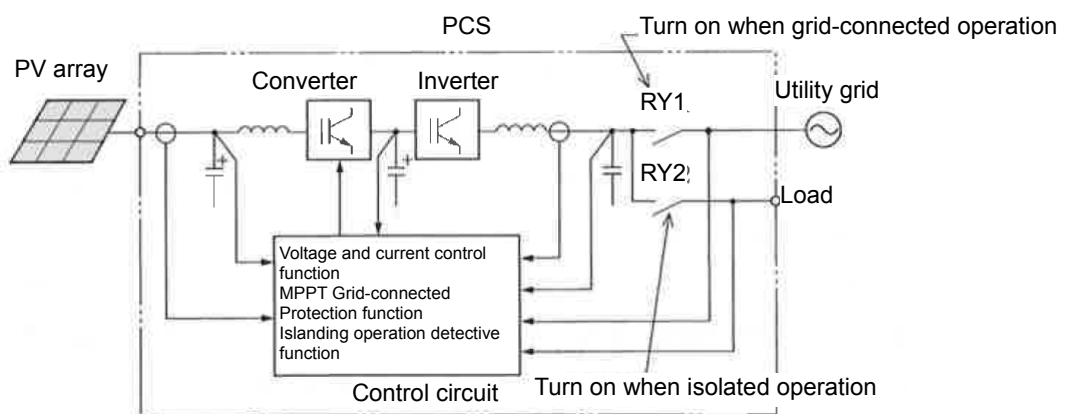 PCS
Turn on when grid-connected operation
PV array
Converter
Inverter
RY1
Utility grid
RY2
Load
Voltage and current control
function
MPPT Grid-connected
Protection function
Islanding operation detective
function
Control circuit
Turn on when isolated operation